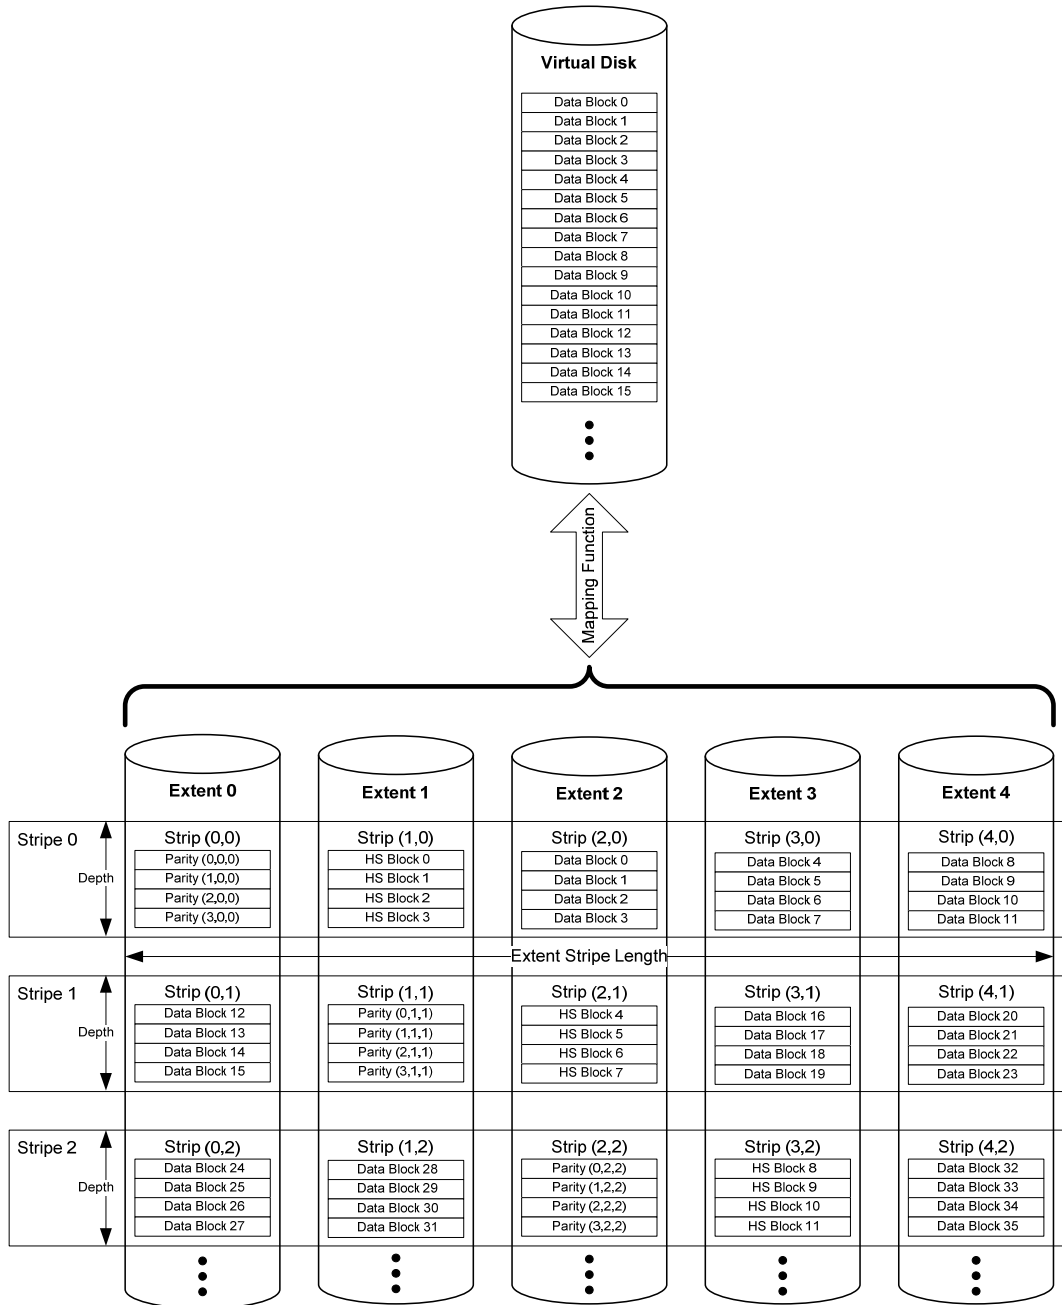 Virtual Disk
Data Block 0
Data Block 1
Data Block 2
Data Block 3
Data Block 4
Data Block 5
Data Block 6
Data Block 7
Data Block 8
Data Block 9
Data Block 10
Data Block 11
Data Block 12
Data Block 13
Data Block 14
Data Block 15
Mapping Function
Extent 0 Extent 1 Extent 2 Extent 3 Extent 4
Stripe 0 Strip (0,0) Strip (1,0) Strip (2,0) Strip (3,0) Strip (4,0)
Parity (0,0,0) HS Block 0 Data Block 0 Data Block 4 Data Block 8
Depth Parity (1,0,0) HS Block 1 Data Block 1 Data Block 5 Data Block 9
Parity (2,0,0) HS Block 2 Data Block 2 Data Block 6 Data Block 10
Parity (3,0,0) HS Block 3 Data Block 3 Data Block 7 Data Block 11
Extent Stripe Length
Stripe 1 Strip (0,1) Strip (1,1) Strip (2,1) Strip (3,1) Strip (4,1)
Data Block 12 Parity (0,1,1) HS Block 4 Data Block 16 Data Block 20
Depth Data Block 13 Parity (1,1,1) HS Block 5 Data Block 17 Data Block 21
Data Block 14 Parity (2,1,1) HS Block 6 Data Block 18 Data Block 22
Data Block 15 Parity (3,1,1) HS Block 7 Data Block 19 Data Block 23
Stripe 2 Strip (0,2) Strip (1,2) Strip (2,2) Strip (3,2) Strip (4,2)
Data Block 24 Data Block 28 Parity (0,2,2) HS Block 8 Data Block 32
Depth Data Block 25 Data Block 29 Parity (1,2,2) HS Block 9 Data Block 33
Data Block 26 Data Block 30 Parity (2,2,2) HS Block 10 Data Block 34
Data Block 27 Data Block 31 Parity (3,2,2) HS Block 11 Data Block 35